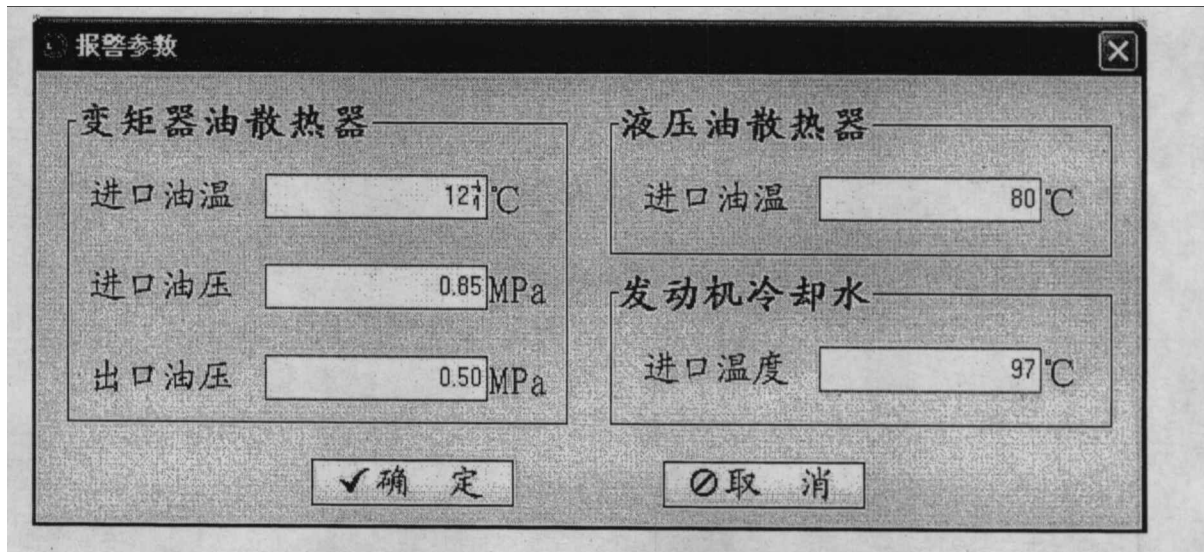 报警参数
变矩器油散热器
进口油温 ℃
进口油压 0.85 MPa
出口油压 0.50 MPa
液压油散热器
进口油温 80 ℃
发动机冷却水
进口温度 97 ℃
✓确 定
⊘取 消